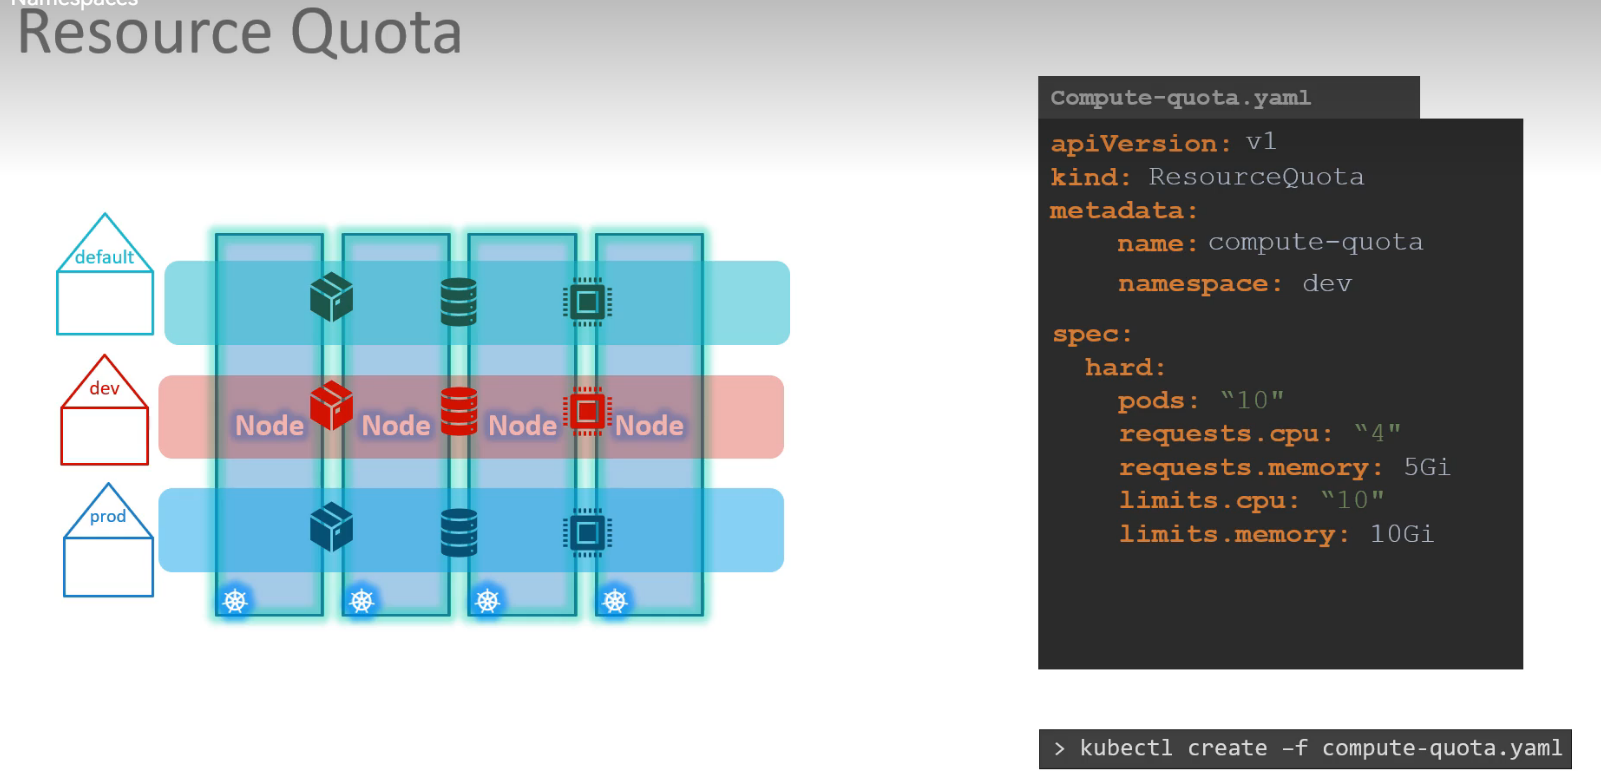 Namespaces
Resource Quota
default
dev
prod
Node Node Node Node
Compute-quota.yaml
apiVersion: v1
kind: ResourceQuota
metadata:
name: compute-quota
namespace: dev
spec:
hard:
pods: “10"
requests.cpu: “4"
requests.memory: 5Gi
limits.cpu: “10"
limits.memory: 10Gi
> kubectl create –f compute-quota.yaml